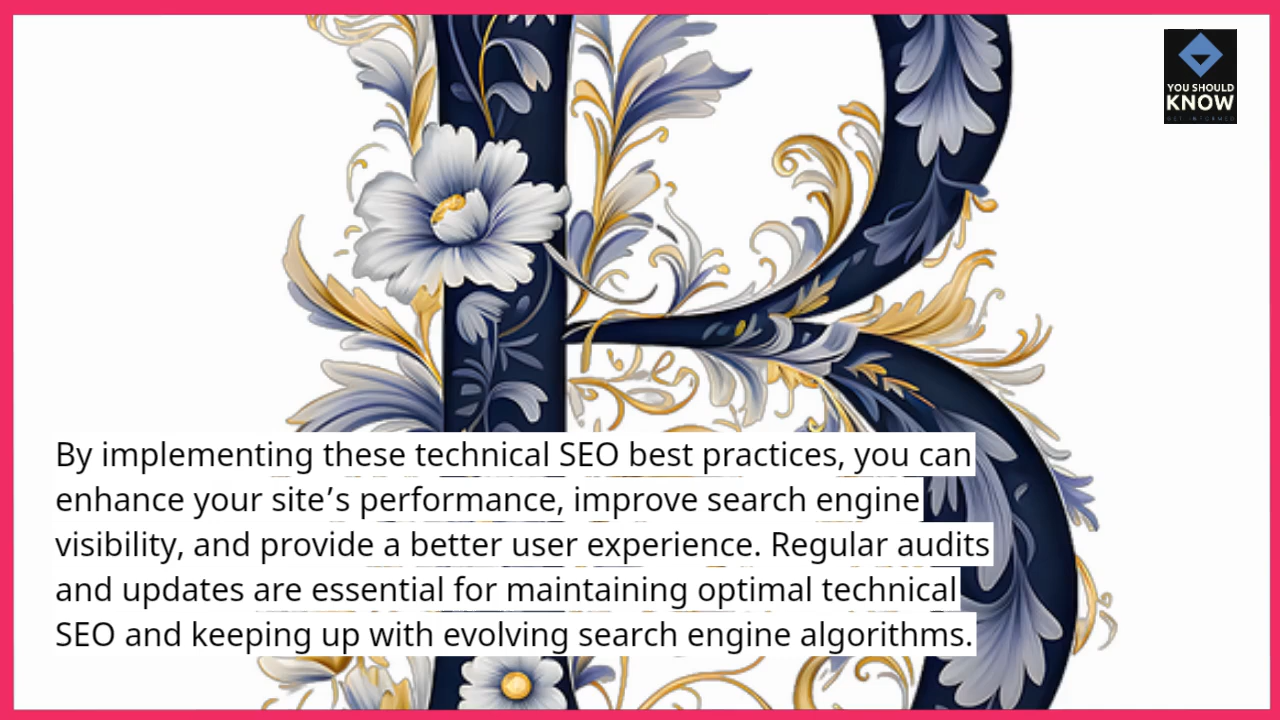 YOU SHOULD
KNOW
GET INFORMED
B
By implementing these technical SEO best practices, you can
enhance your site’s performance, improve search engine
visibility, and provide a better user experience. Regular audits
and updates are essential for maintaining optimal technical
SEO and keeping up with evolving search engine algorithms.